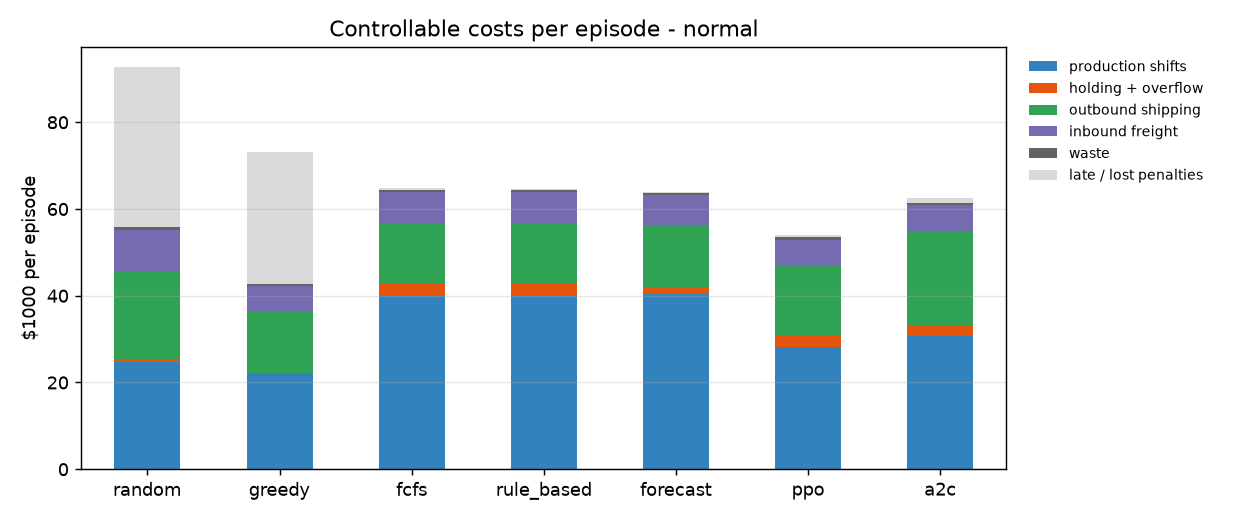 Controllable costs per episode - normal
production shifts
holding + overflow
outbound shipping
inbound freight
waste
late / lost penalties
$1000 per episode
80
60
40
20
0
random greedy fcfs rule_based forecast ppo a2c